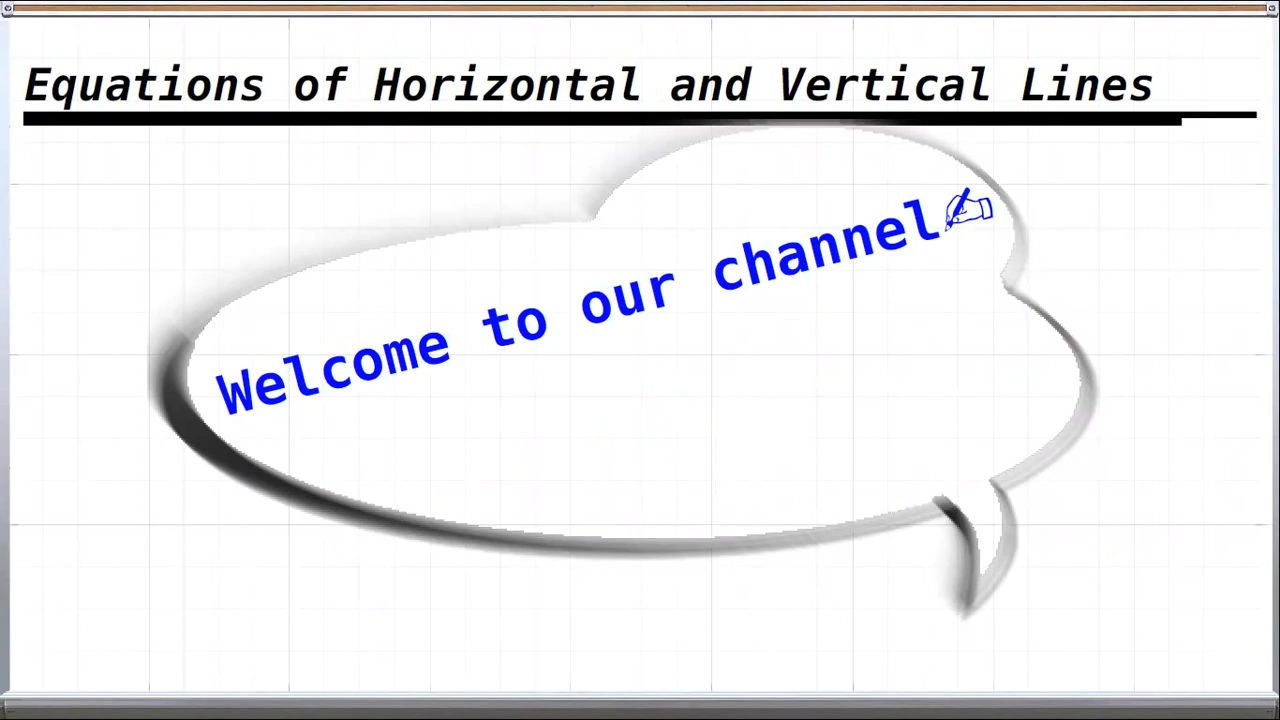 Equations of Horizontal and Vertical Lines
Welcome to our channel✍